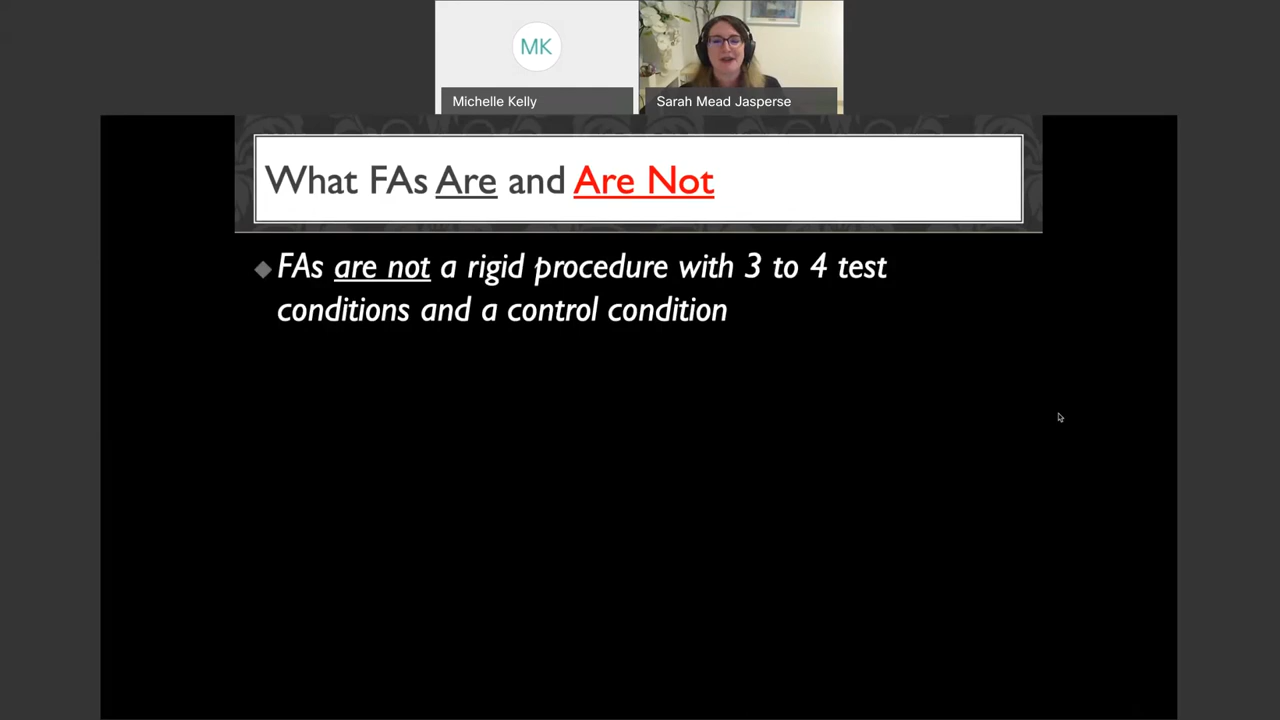 MK
Michelle Kelly
Sarah Mead Jasperse
What FAs Are and Are Not
FAs are not a rigid procedure with 3 to 4 test
conditions and a control condition